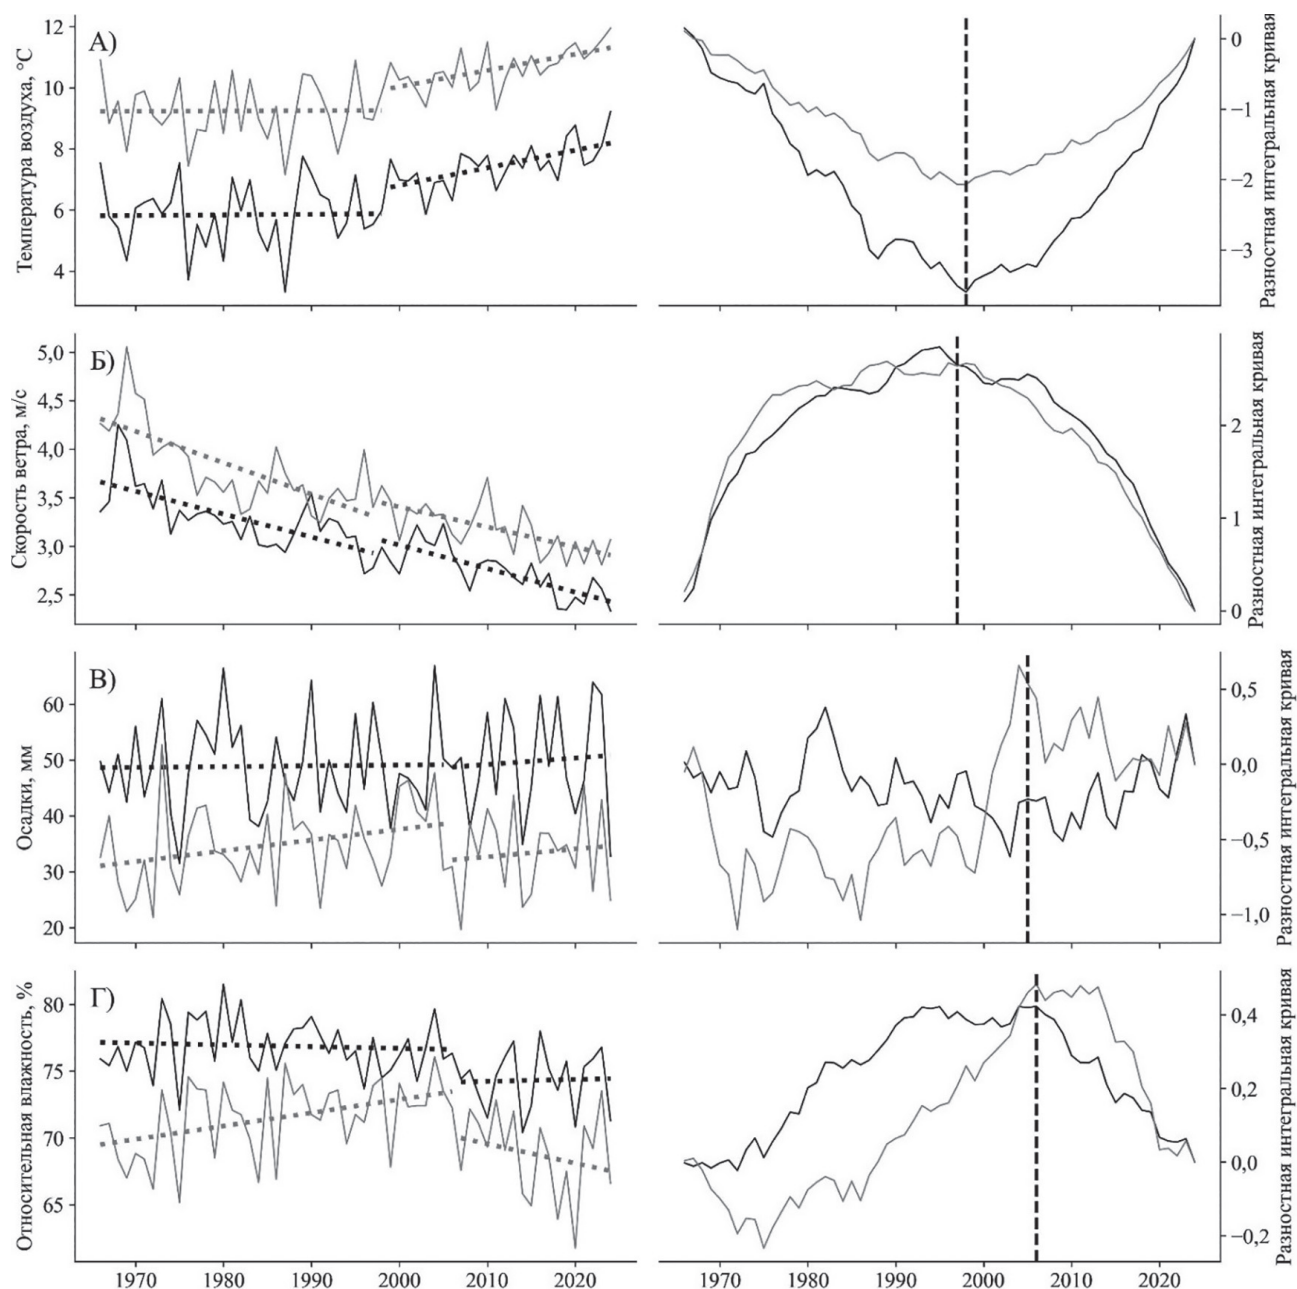 А)
Температура воздуха, °C
12
10
8
6
4
0
−1
−2
−3
Разностная интегральная кривая
Б)
Скорость ветра, м/с
5,0
4,5
4,0
3,5
3,0
2,5
2
1
0
Разностная интегральная кривая
В)
Осадки, мм
60
50
40
30
20
0,5
0,0
−0,5
−1,0
Разностная интегральная кривая
Г)
Относительная влажность, %
80
75
70
65
0,4
0,2
0,0
−0,2
Разностная интегральная кривая
1970 1980 1990 2000 2010 2020
1970 1980 1990 2000 2010 2020